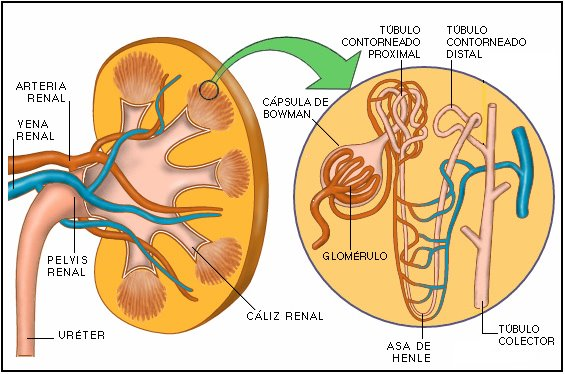 ARTERIA
RENAL
VENA
RENAL
PELVIS
RENAL
URÉTER
CÁLIZ RENAL
TÚBULO
CONTORNEADO
PROXIMAL
TÚBULO
CONTORNEADO
DISTAL
CÁPSULA DE
BOWMAN
GLOMÉRULO
ASA DE
HENLE
TÚBULO
COLECTOR